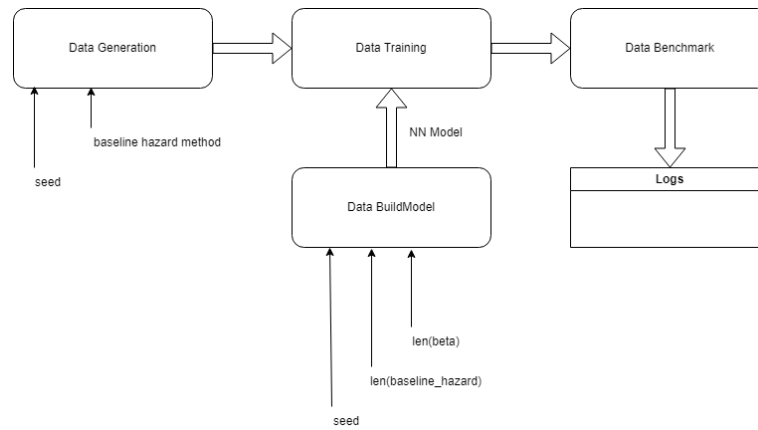 Data Generation
Data Training
Data Benchmark
baseline hazard method
NN Model
seed
Logs
Data BuildModel
len(beta)
len(baseline_hazard)
seed